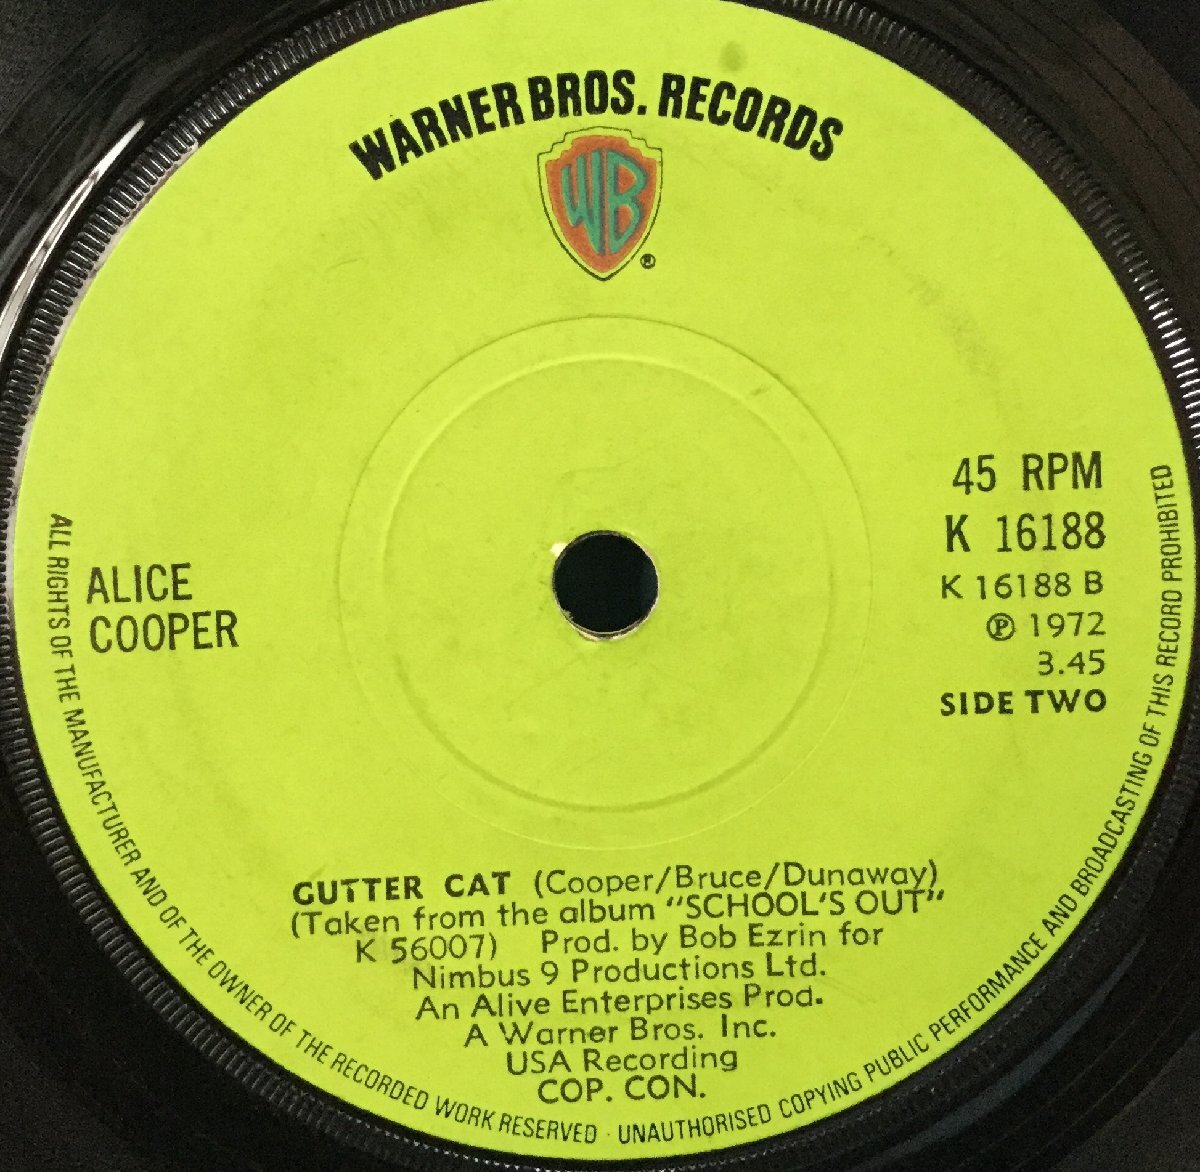 WARNER BROS. RECORDS
WB
®
45 RPM
K 16188
K 16188 B
℗ 1972
3.45
SIDE TWO
ALICE
COOPER
GUTTER CAT (Cooper/Bruce/Dunaway)
(Taken from the album "SCHOOL'S OUT"
K 56007) Prod. by Bob Ezrin for
Nimbus 9 Productions Ltd.
An Alive Enterprises Prod.
A Warner Bros. Inc.
USA Recording
COP. CON.
ALL RIGHTS OF THE MANUFACTURER AND OF THE OWNER OF THE RECORDED WORK RESERVED · UNAUTHORISED COPYING PUBLIC PERFORMANCE AND BROADCASTING OF THIS RECORD PROHIBITED